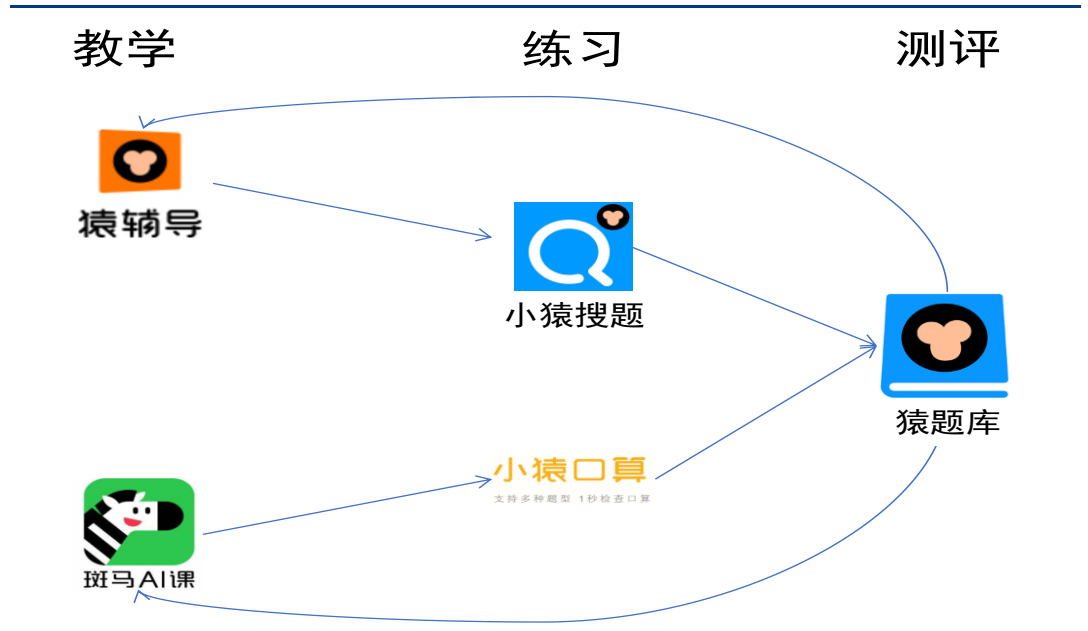 教学
练习
测评
猿辅导
小猿搜题
猿题库
小猿口算
支持多种题型 1秒检查口算
斑马AI课